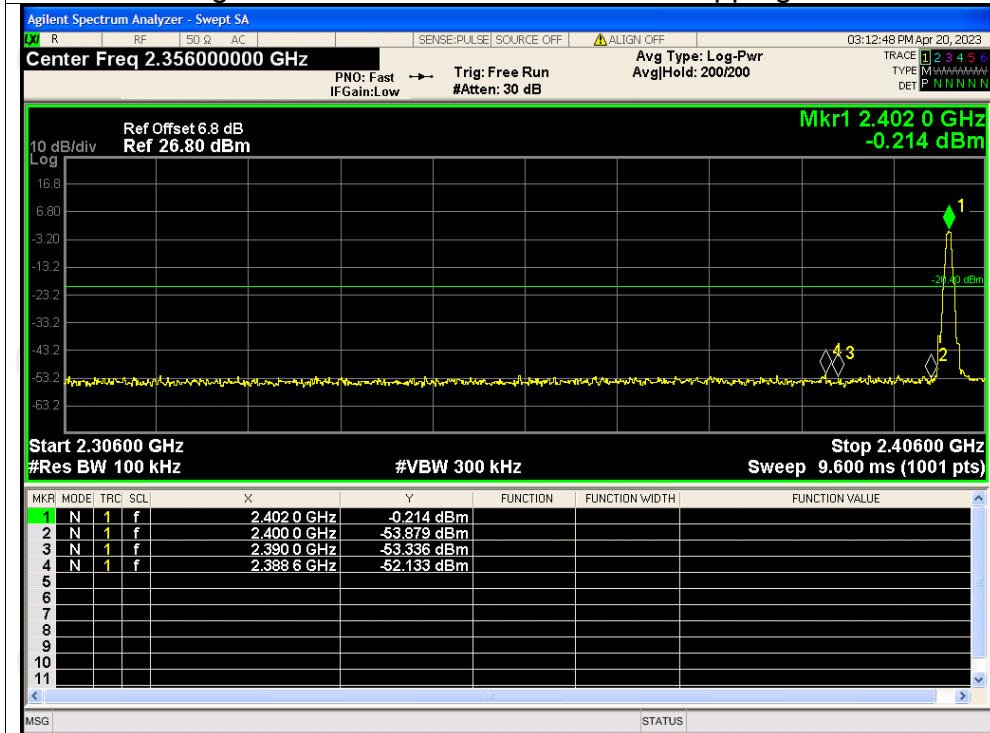 Agilent Spectrum Analyzer - Swept SA
LXI R RF 50 Ω AC SENSE:PULSE SOURCE OFF ALIGN OFF 03:12:48 PM Apr 20, 2023
Center Freq 2.356000000 GHz
PNO: Fast
IFGain:Low
Trig: Free Run
#Atten: 30 dB
Avg Type: Log-Pwr
Avg|Hold: 200/200
TRACE 1 2 3 4 5 6
TYPE M W W W W W
DET P N N N N N
Ref Offset 6.8 dB
10 dB/div Ref 26.80 dBm
Log
Mkr1 2.402 0 GHz
-0.214 dBm
16.8
6.80
-3.20
-13.2
-23.2
-33.2
-43.2
-53.2
-63.2
1
-20.40 dBm
4 3
2
Start 2.30600 GHz Stop 2.40600 GHz
#Res BW 100 kHz #VBW 300 kHz Sweep 9.600 ms (1001 pts)
MKR MODE TRC SCL X Y FUNCTION FUNCTION WIDTH FUNCTION VALUE
1 N 1 f 2.402 0 GHz -0.214 dBm
2 N 1 f 2.400 0 GHz -53.879 dBm
3 N 1 f 2.390 0 GHz -53.336 dBm
4 N 1 f 2.388 6 GHz -52.133 dBm
5
6
7
8
9
10
11
MSG STATUS